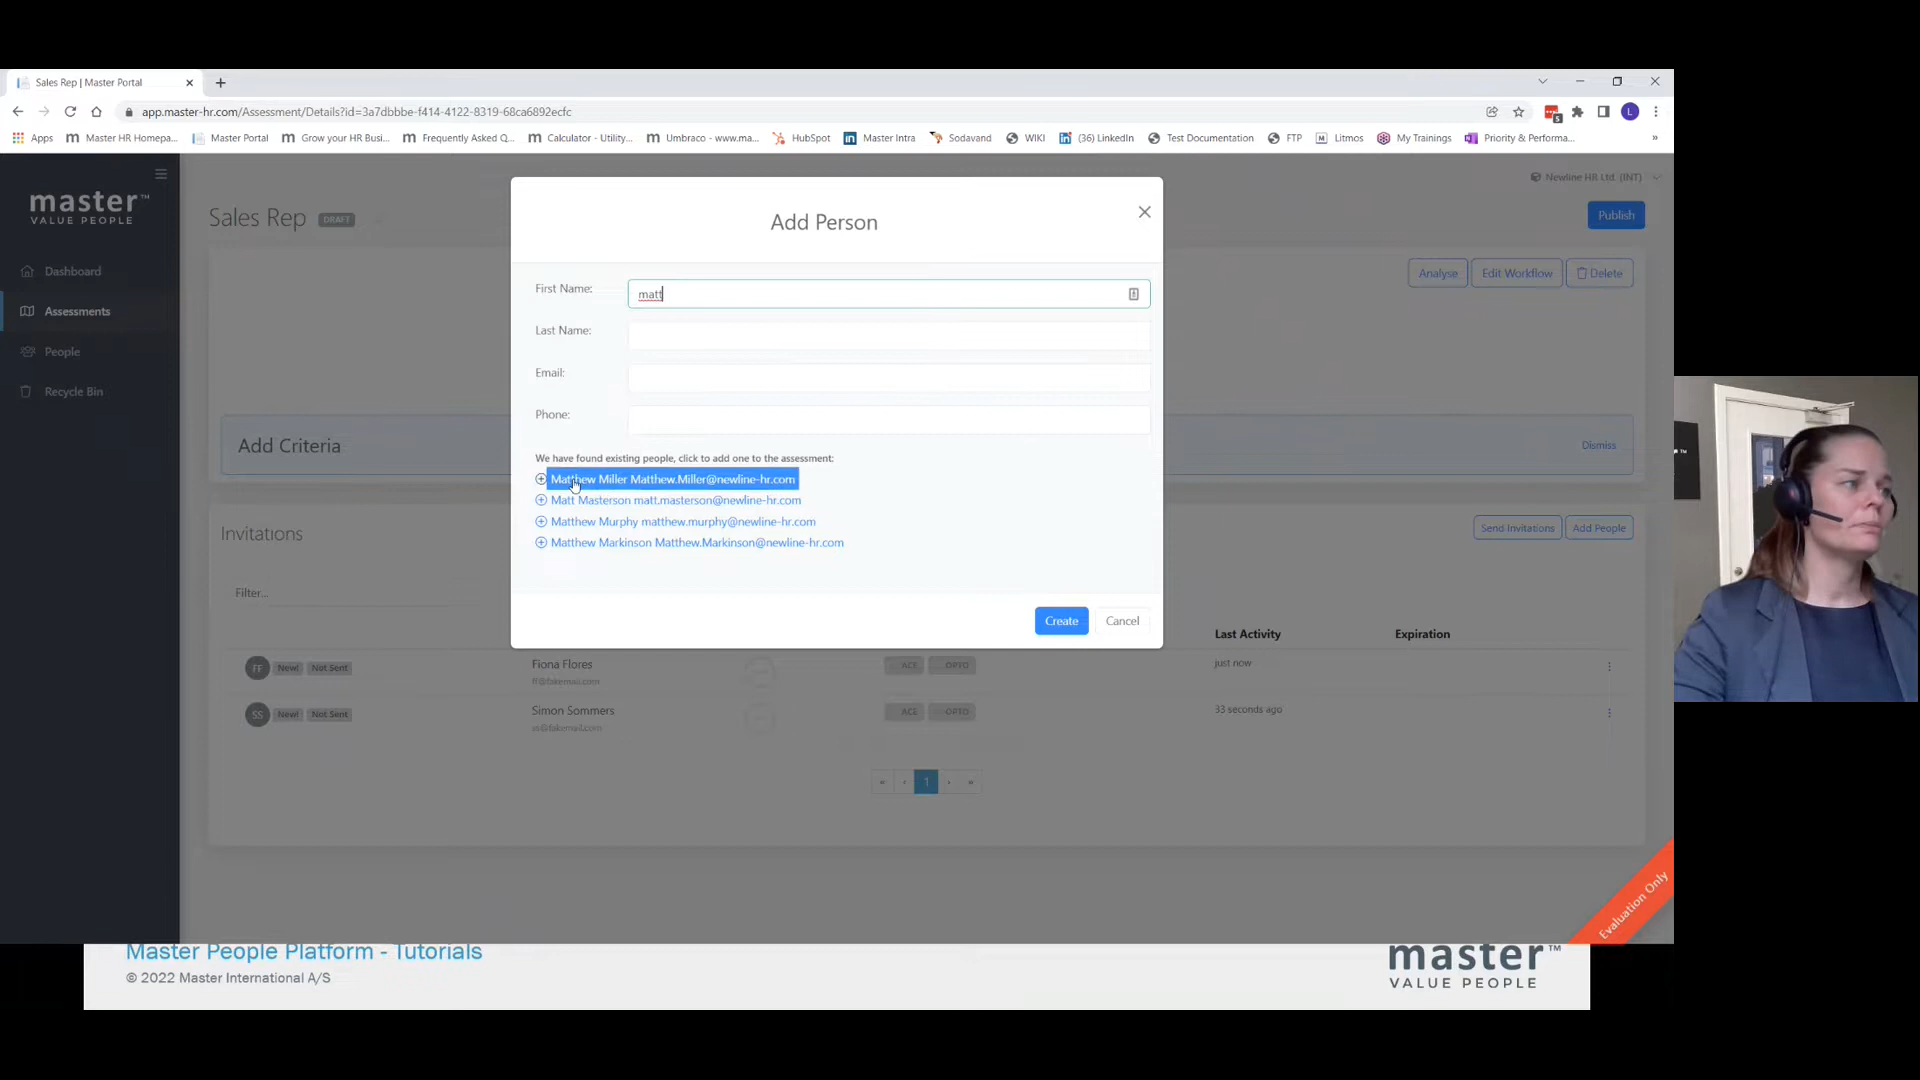 Sales Rep | Master Portal
app.master-hr.com/Assessment/Details?id=3a7dbbbe-f414-4122-8319-68ca6892ecfc
Apps
Master HR Homepa...
Master Portal
Grow your HR Busi...
Frequently Asked Q...
Calculator - Utility...
Umbraco - www.ma...
HubSpot
Master Intra
Sodavand
WIKI
(36) LinkedIn
Test Documentation
FTP
Litmos
My Trainings
Priority & Performa...
master™
VALUE PEOPLE
Dashboard
Assessments
People
Recycle Bin
Newline HR Ltd. (INT)
Sales Rep DRAFT
Publish
Analyse
Edit Workflow
Delete
Add Criteria
Dismiss
Invitations
Send Invitations
Add People
Filter...
Last Activity
Expiration
FF New! Not Sent
Fiona Flores
ff@fakemail.com
ACE OPTO
just now
SS New! Not Sent
Simon Sommers
ss@fakemail.com
ACE OPTO
33 seconds ago
« ‹ 1 › »
Add Person
First Name:
matt
Last Name:
Email:
Phone:
We have found existing people, click to add one to the assessment:
Matthew Miller Matthew.Miller@newline-hr.com
Matt Masterson matt.masterson@newline-hr.com
Matthew Murphy matthew.murphy@newline-hr.com
Matthew Markinson Matthew.Markinson@newline-hr.com
Create
Cancel
Evaluation Only
Master People Platform - Tutorials
© 2022 Master International A/S
master™
VALUE PEOPLE